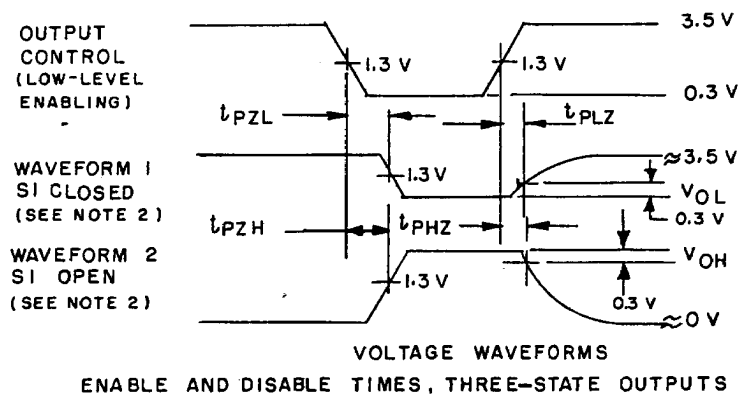 OUTPUT
CONTROL
(LOW-LEVEL
ENABLING)
3.5 V
1.3 V
1.3 V
0.3 V
tPZL
tPLZ
WAVEFORM 1
S1 CLOSED
(SEE NOTE 2)
≈3.5 V
1.3 V
VOL
0.3 V
tPZH
tPHZ
WAVEFORM 2
S1 OPEN
(SEE NOTE 2)
VOH
1.3 V
0.3 V
≈0 V
VOLTAGE WAVEFORMS
ENABLE AND DISABLE TIMES, THREE-STATE OUTPUTS